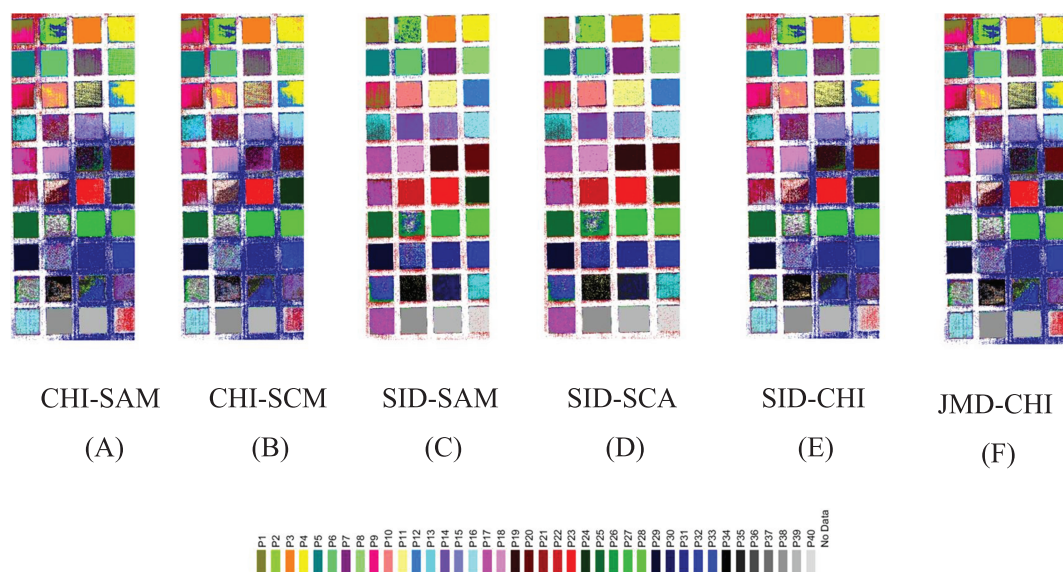 CHI-SAM CHI-SCM SID-SAM SID-SCA SID-CHI JMD-CHI
(A) (B) (C) (D) (E) (F)
P1
P2
P3
P4
P5
P6
P7
P8
P9
P10
P11
P12
P13
P14
P15
P16
P17
P18
P19
P20
P21
P22
P23
P24
P25
P26
P27
P28
P29
P30
P31
P32
P33
P34
P35
P36
P37
P38
P39
P40
No Data